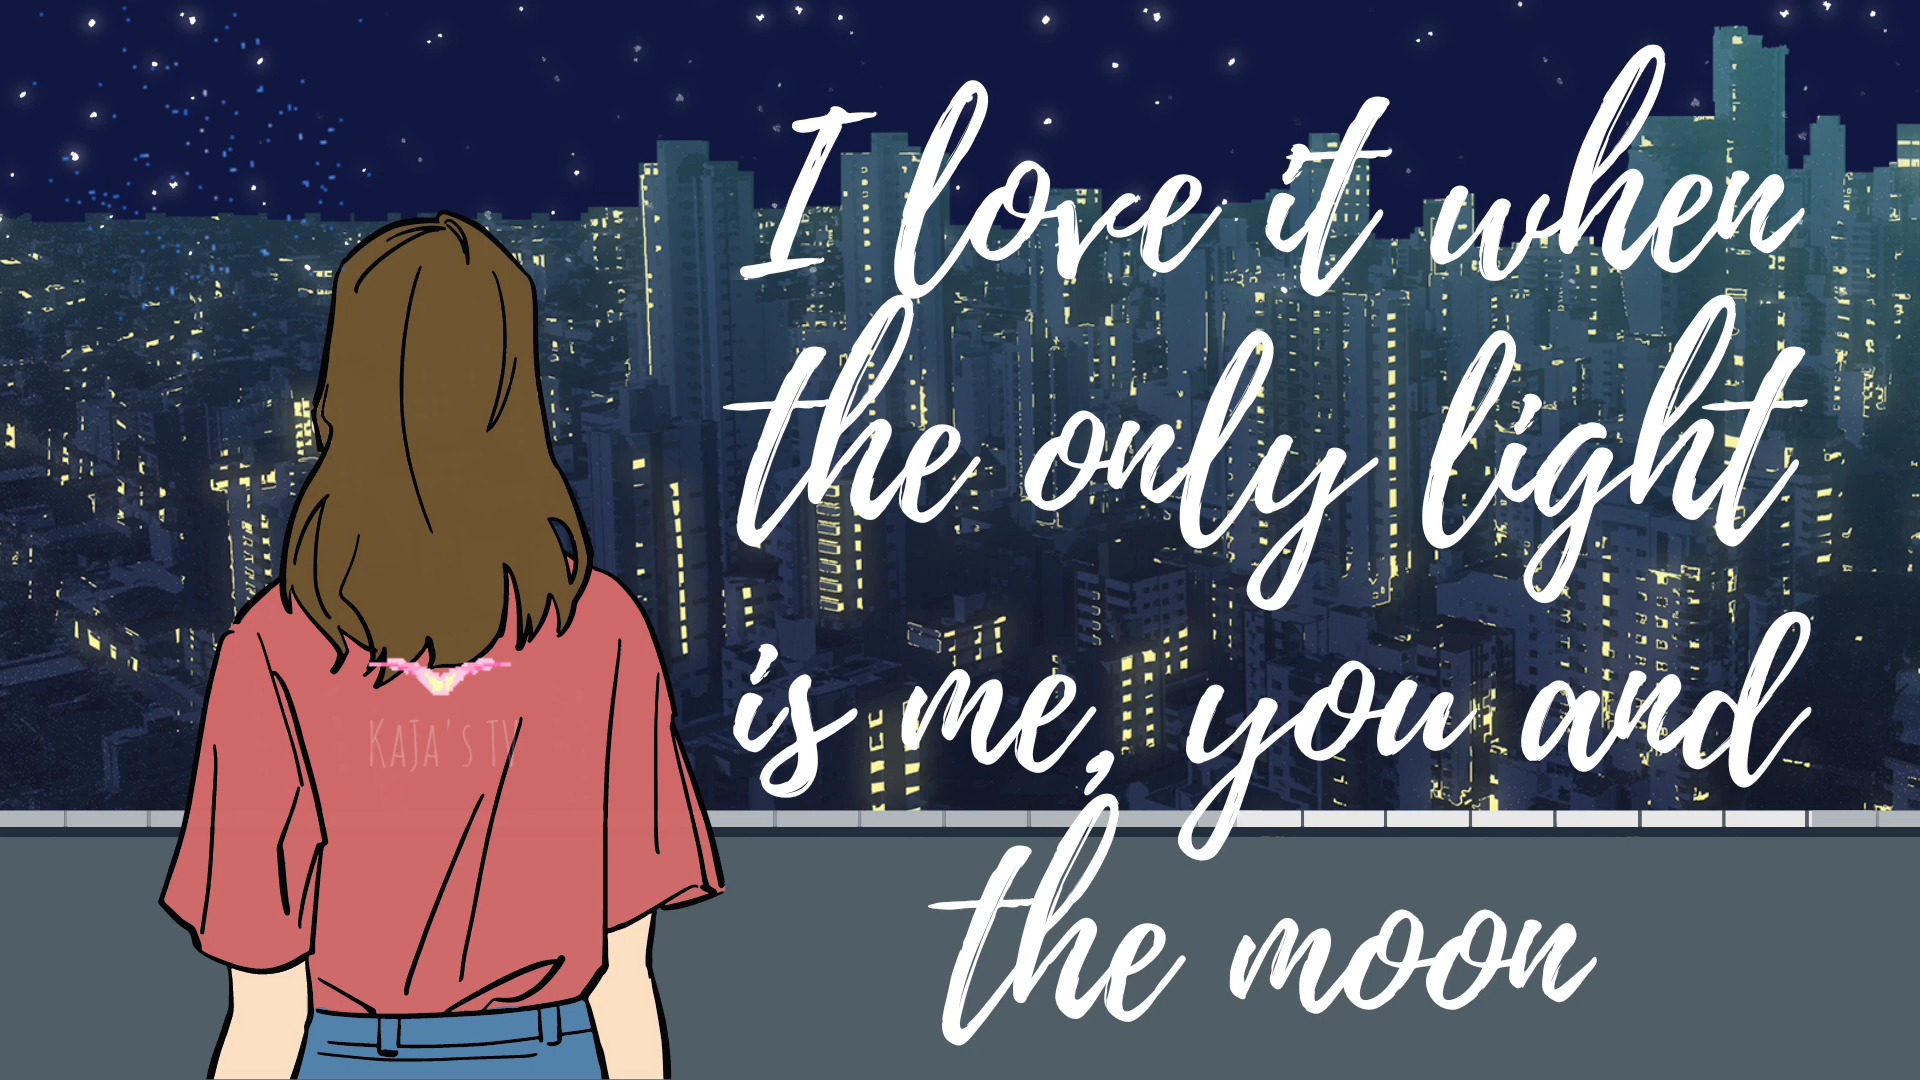 I love it when
the only light
is me, you and
the moon
KaJa's TV